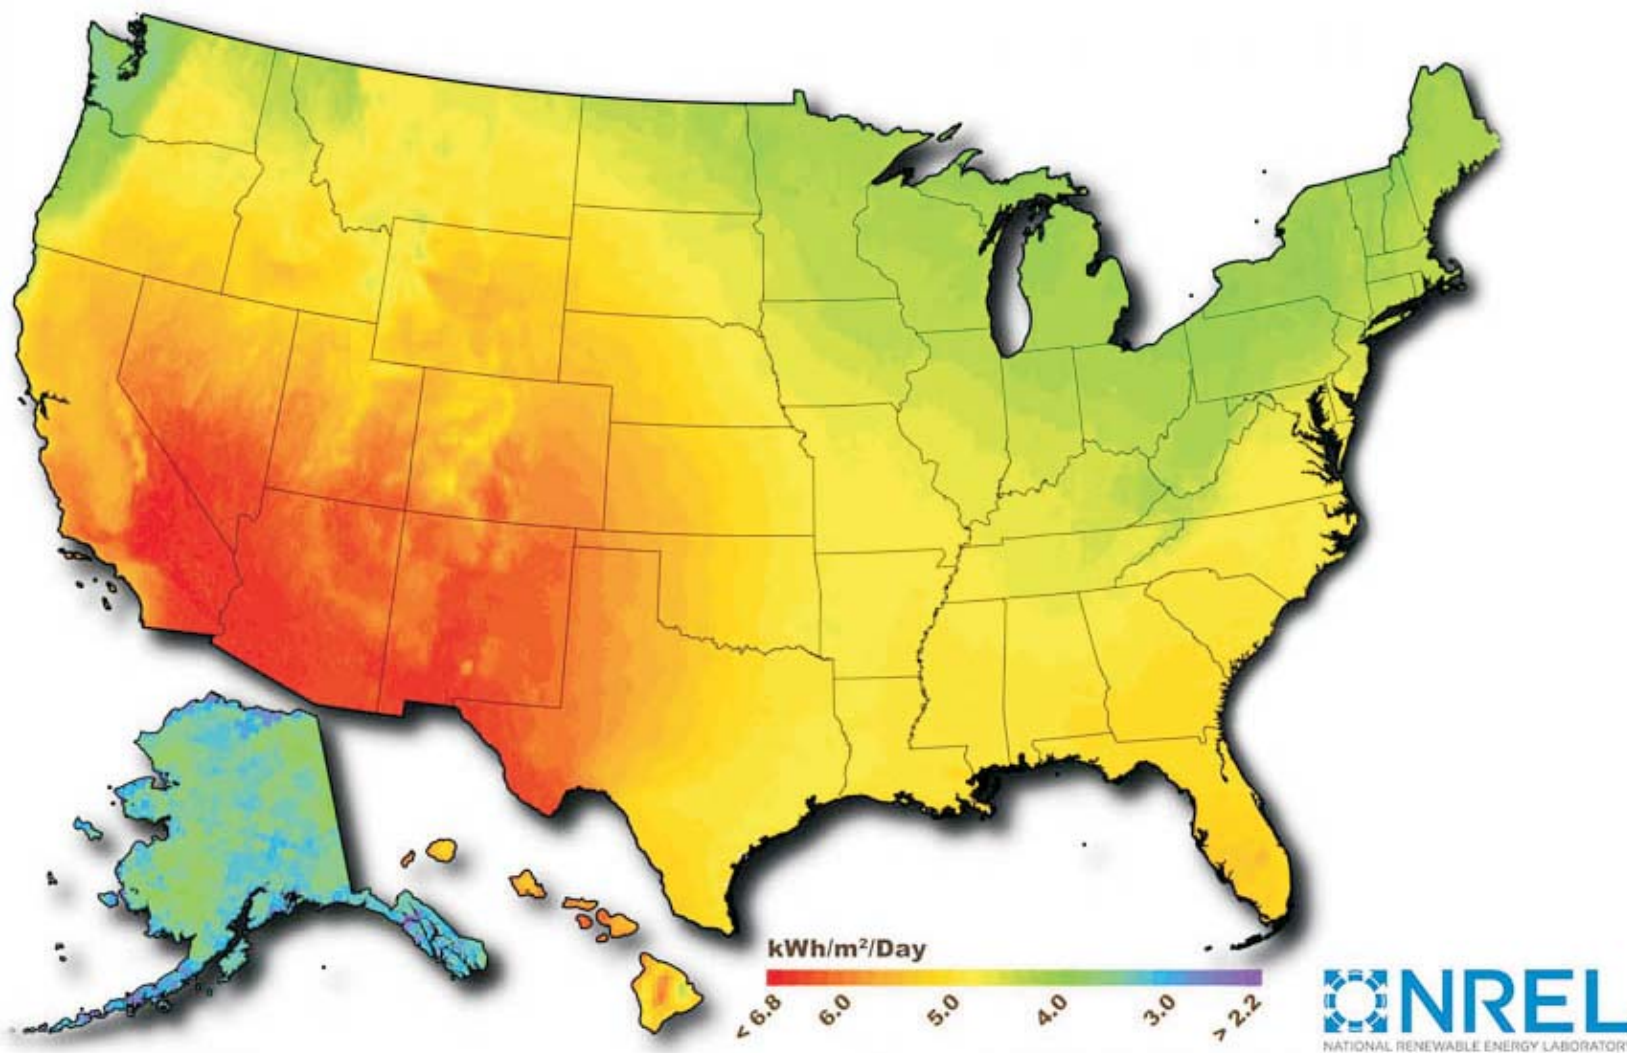 kWh/m²/Day
< 6.8 6.0 5.0 4.0 3.0 > 2.2
NREL
NATIONAL RENEWABLE ENERGY LABORATORY